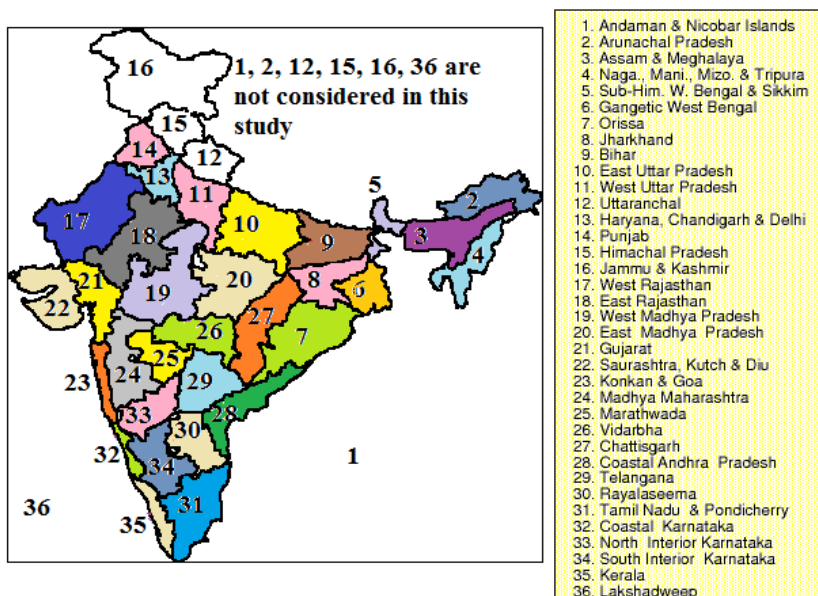 16
1, 2, 12, 15, 16, 36 are
not considered in this
study
15
14
12
13
11
5
2
17
10
3
18
9
4
21
20
8
19
6
22
27
26
7
25
23
24
29
33
28
30
32
1
34
36
31
35
1. Andaman & Nicobar Islands
2. Arunachal Pradesh
3. Assam & Meghalaya
4. Naga., Mani., Mizo. & Tripura
5. Sub-Him. W. Bengal & Sikkim
6. Gangetic West Bengal
7. Orissa
8. Jharkhand
9. Bihar
10. East Uttar Pradesh
11. West Uttar Pradesh
12. Uttaranchal
13. Haryana, Chandigarh & Delhi
14. Punjab
15. Himachal Pradesh
16. Jammu & Kashmir
17. West Rajasthan
18. East Rajasthan
19. West Madhya Pradesh
20. East Madhya Pradesh
21. Gujarat
22. Saurashtra, Kutch & Diu
23. Konkan & Goa
24. Madhya Maharashtra
25. Marathwada
26. Vidarbha
27. Chattisgarh
28. Coastal Andhra Pradesh
29. Telangana
30. Rayalaseema
31. Tamil Nadu & Pondicherry
32. Coastal Karnataka
33. North Interior Karnataka
34. South Interior Karnataka
35. Kerala
36. Lakshadweep